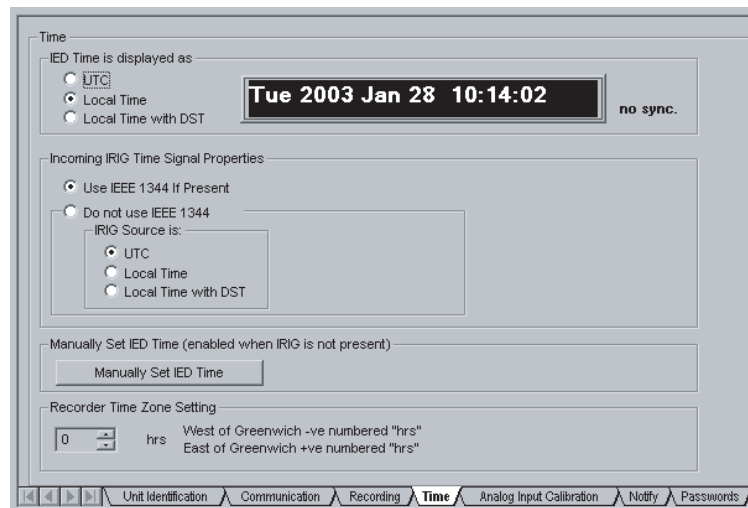 Time
IED Time is displayed as
UTC
Local Time
Local Time with DST
Tue 2003 Jan 28 10:14:02
no sync.
Incoming IRIG Time Signal Properties
Use IEEE 1344 If Present
Do not use IEEE 1344
IRIG Source is:
UTC
Local Time
Local Time with DST
Manually Set IED Time (enabled when IRIG is not present)
Manually Set IED Time
Recorder Time Zone Setting
0 hrs
West of Greenwich -ve numbered "hrs"
East of Greenwich +ve numbered "hrs"
Unit Identification Communication Recording Time Analog Input Calibration Notify Passwords